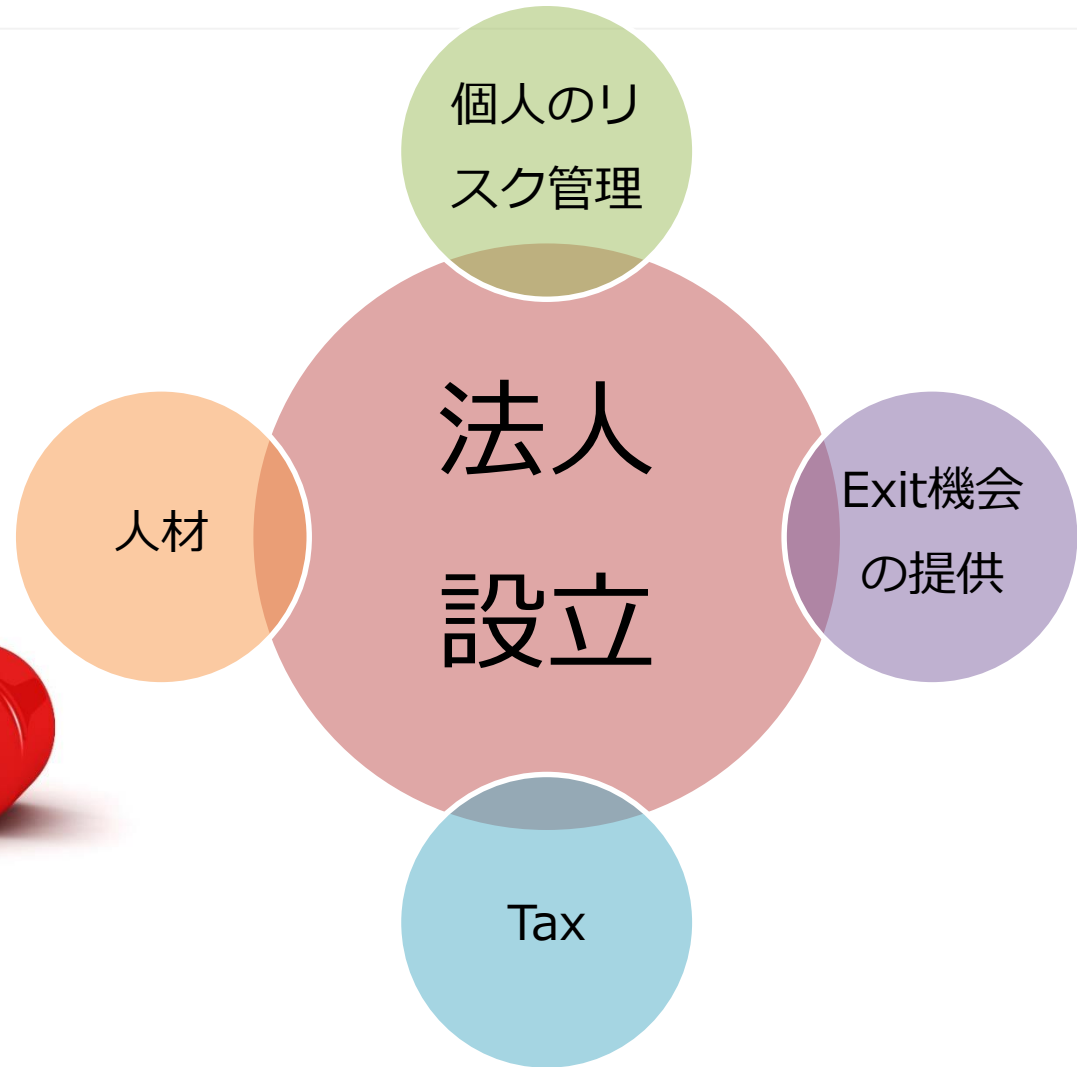 個人のリ
スク管理
法人
設立
人材
Exit機会
の提供
Tax